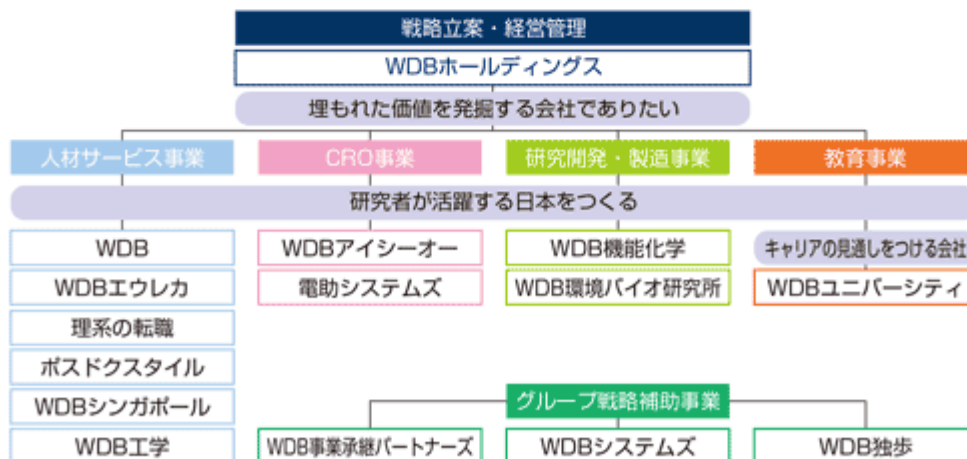 戦略立案・経営管理
WDBホールディングス
埋もれた価値を発掘する会社でありたい
人材サービス事業
CRO事業
研究開発・製造事業
教育事業
研究者が活躍する日本をつくる
WDB
WDBアイシーオー
WDB機能化学
キャリアの見通しをつける会社
WDBエウレカ
電助システムズ
WDB環境バイオ研究所
WDBユニバーシティ
理系の転職
ポスドクスタイル
WDBシンガポール
グループ戦略補助事業
WDB工学
WDB事業承継パートナーズ
WDBシステムズ
WDB独歩